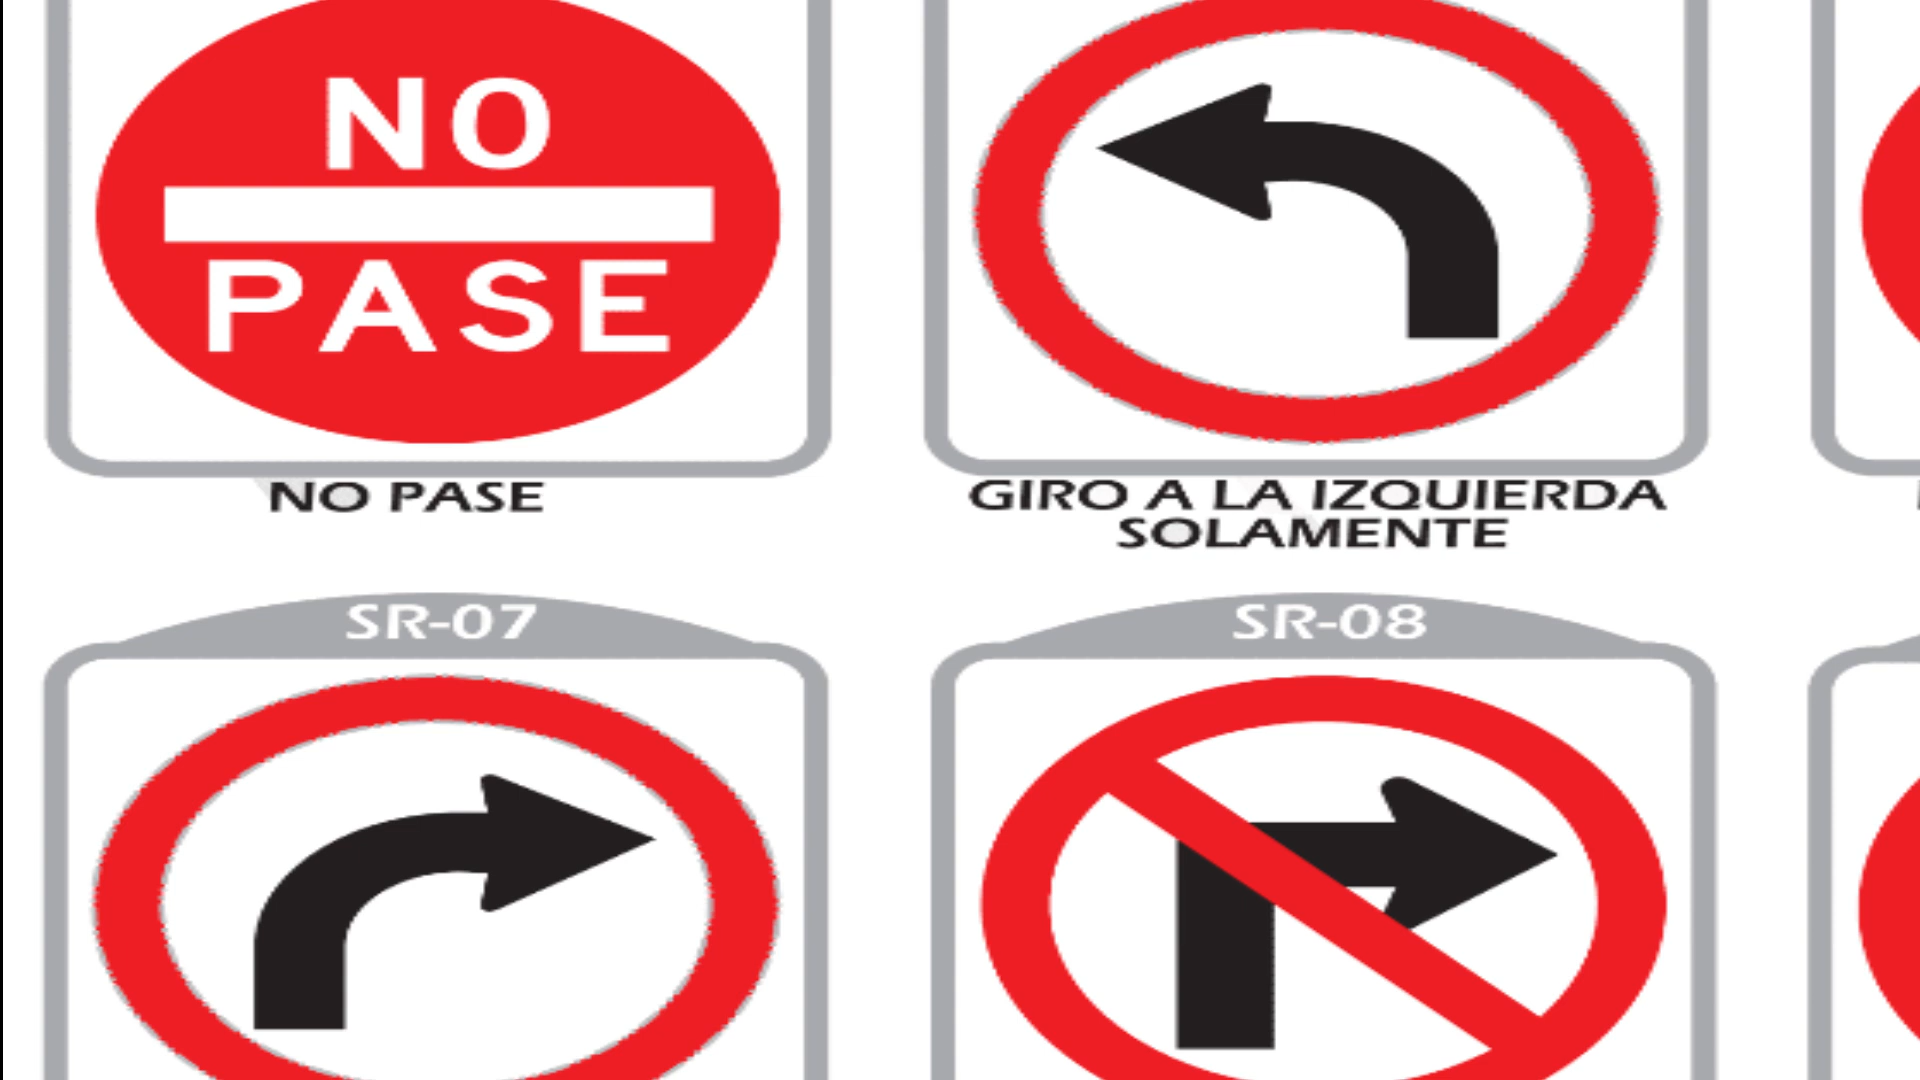 NO
PASE
NO PASE
GIRO A LA IZQUIERDA
SOLAMENTE
SR-07
SR-08